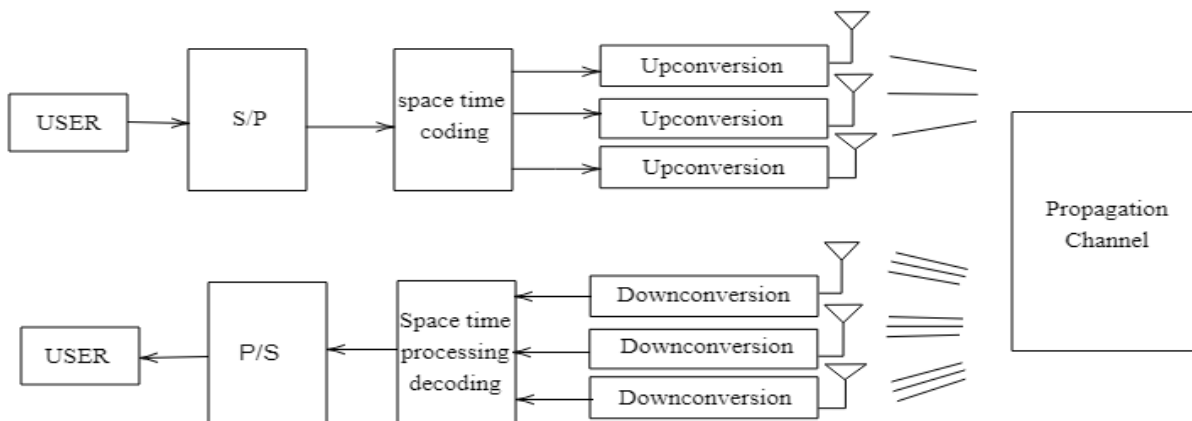 USER
S/P
space time
coding
Upconversion
Upconversion
Upconversion
Propagation
Channel
USER
P/S
Space time
processing
decoding
Downconversion
Downconversion
Downconversion